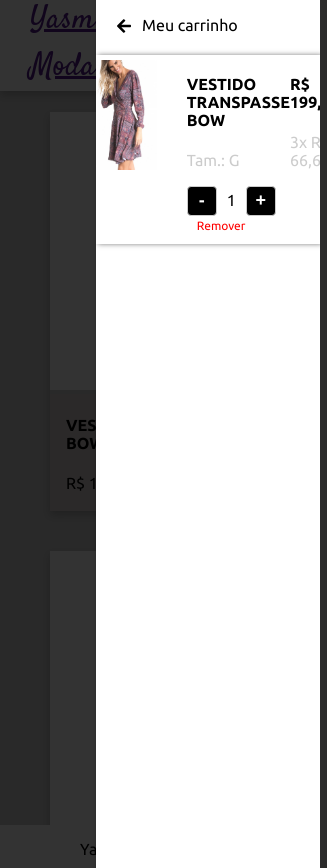 Yasm
Moda
Meu carrinho
VESTIDO TRANSPASSE BOW
R$ 199,
Tam.: G
3x R
66,6
- 1 +
Remover
VES
BOW
R$ 1
Ya